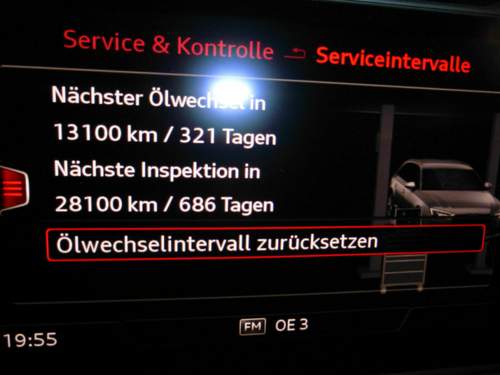 Service & Kontrolle Serviceintervalle
Nächster Ölwechsel in
13100 km / 321 Tagen
Nächste Inspektion in
28100 km / 686 Tagen
Ölwechselintervall zurücksetzen
19:55 FM OE 3